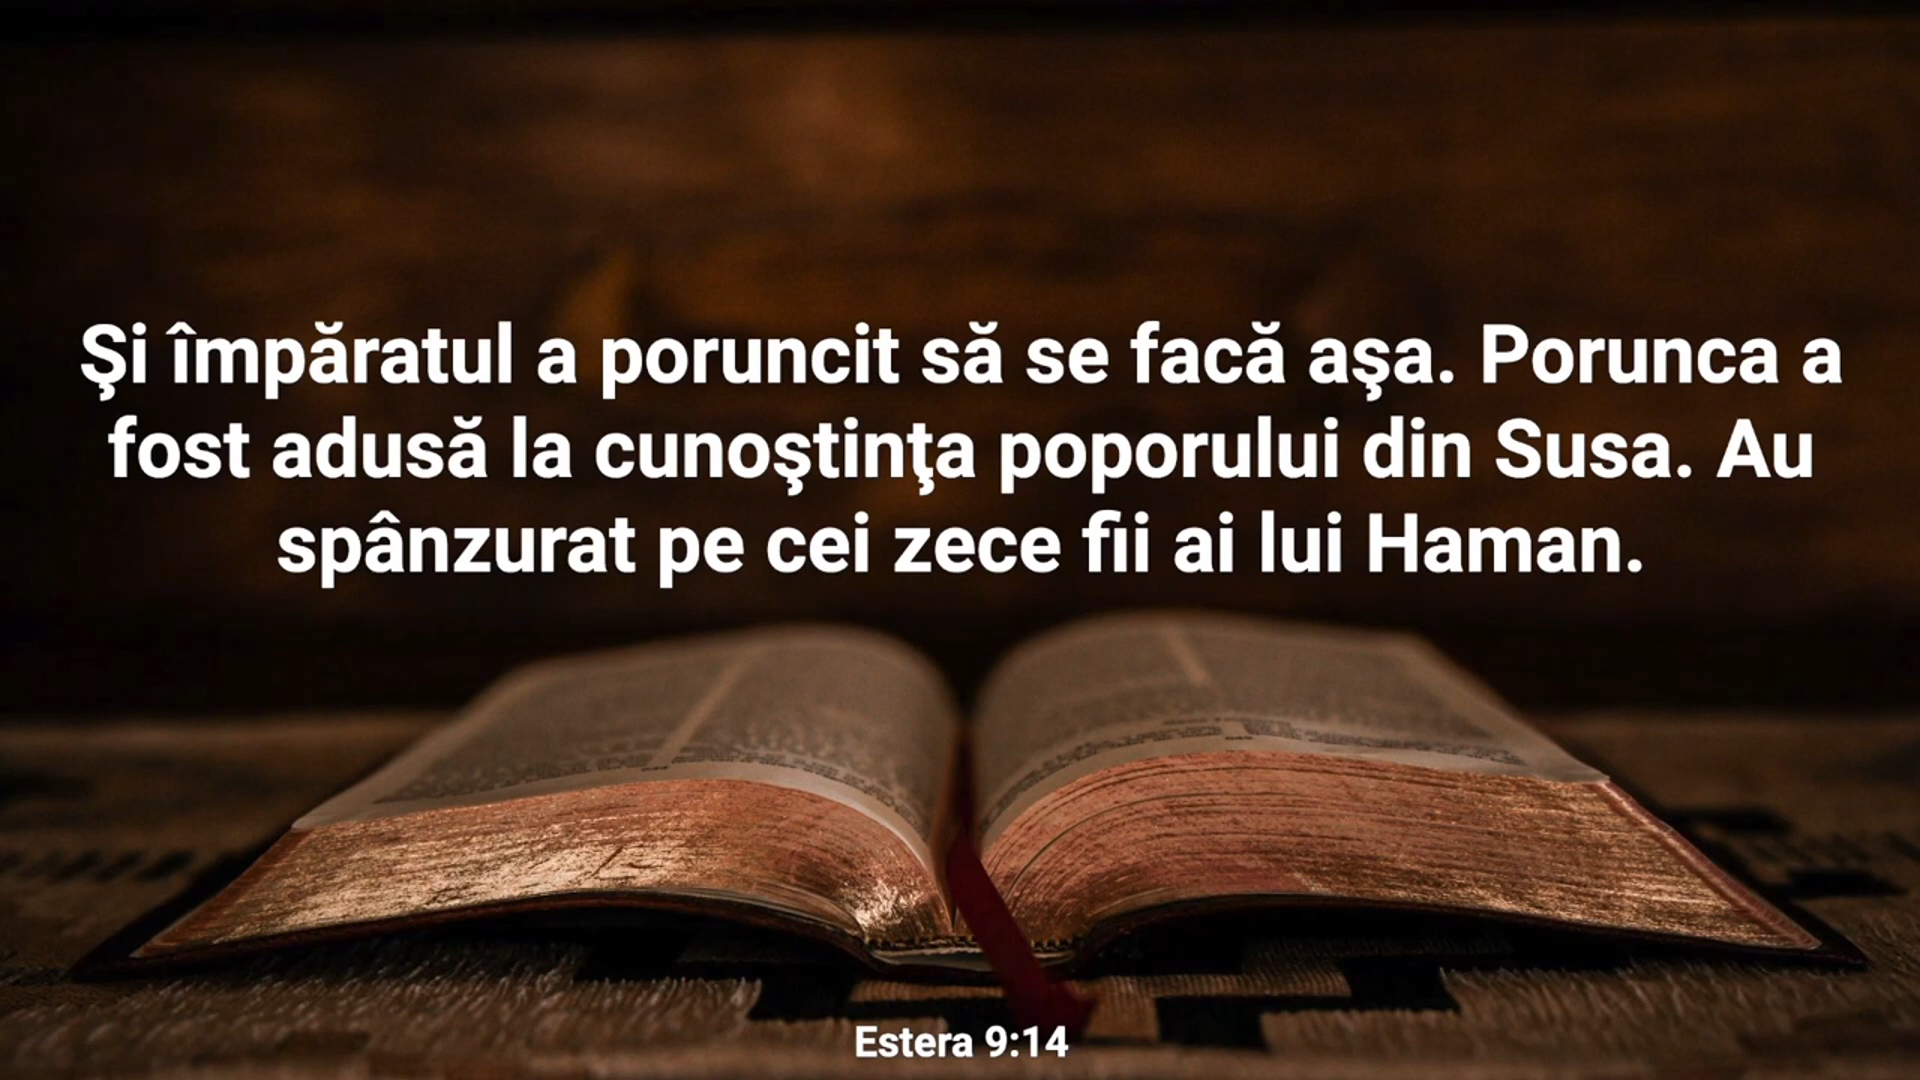 Şi împăratul a poruncit să se facă aşa. Porunca a
fost adusă la cunoştinţa poporului din Susa. Au
spânzurat pe cei zece fii ai lui Haman.
Estera 9:14